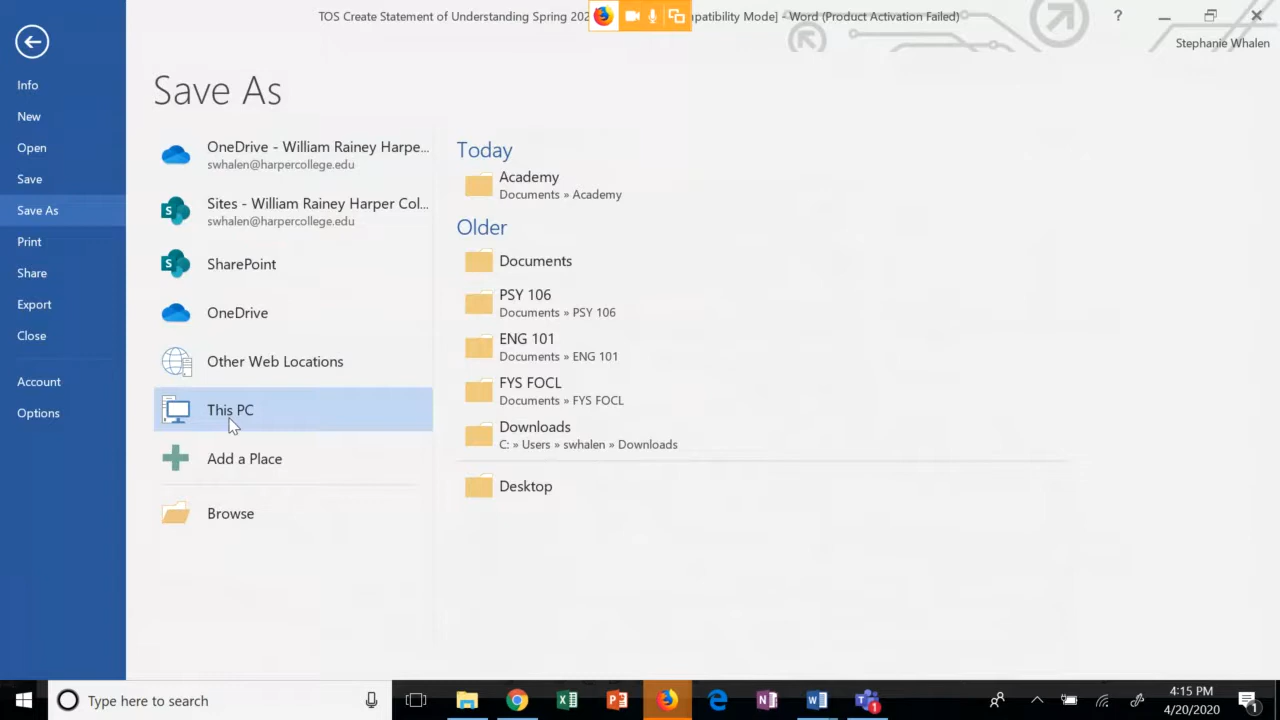 TOS Create Statement of Understanding Spring 202 mpatibility Mode] - Word (Product Activation Failed)
?
Stephanie Whalen
Info
New
Open
Save
Save As
Print
Share
Export
Close
Account
Options
Save As
OneDrive - William Rainey Harpe...
swhalen@harpercollege.edu
Sites - William Rainey Harper Col...
swhalen@harpercollege.edu
SharePoint
OneDrive
Other Web Locations
This PC
Add a Place
Browse
Today
Academy
Documents » Academy
Older
Documents
PSY 106
Documents » PSY 106
ENG 101
Documents » ENG 101
FYS FOCL
Documents » FYS FOCL
Downloads
C: » Users » swhalen » Downloads
Desktop
Type here to search
4:15 PM
4/20/2020